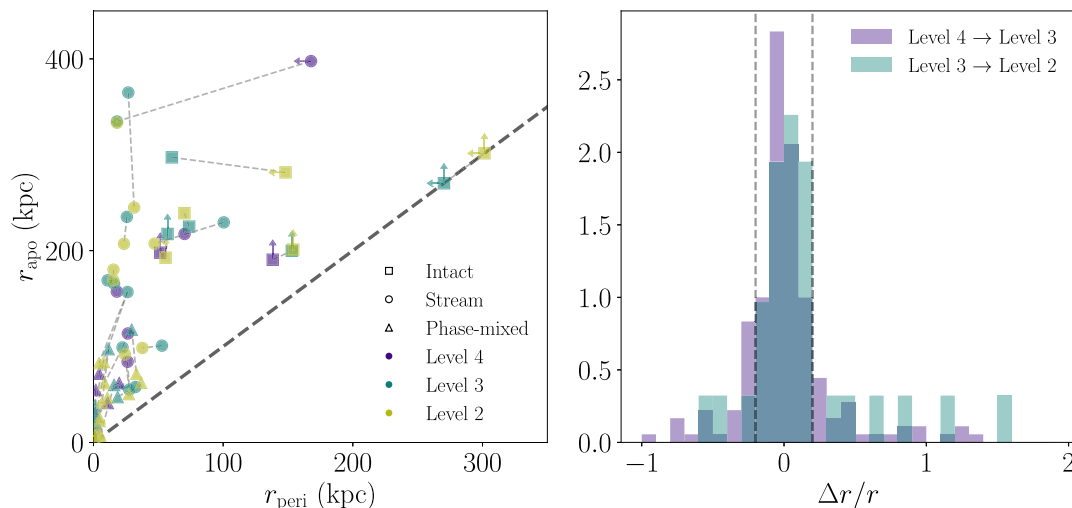 400
200
0
0
100
200
300
r_apo (kpc)
r_peri (kpc)
Intact
Stream
Phase-mixed
Level 4
Level 3
Level 2
2.5
2.0
1.5
1.0
0.5
0.0
−1
0
1
2
Δr/r
Level 4 → Level 3
Level 3 → Level 2